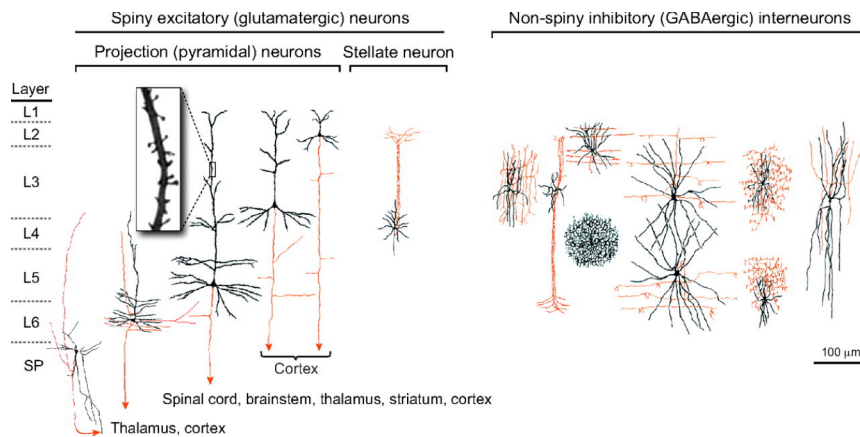 Spiny excitatory (glutamatergic) neurons
Non-spiny inhibitory (GABAergic) interneurons
Projection (pyramidal) neurons
Stellate neuron
Layer
L1
L2
L3
L4
L5
L6
SP
Cortex
100 μm
Spinal cord, brainstem, thalamus, striatum, cortex
Thalamus, cortex